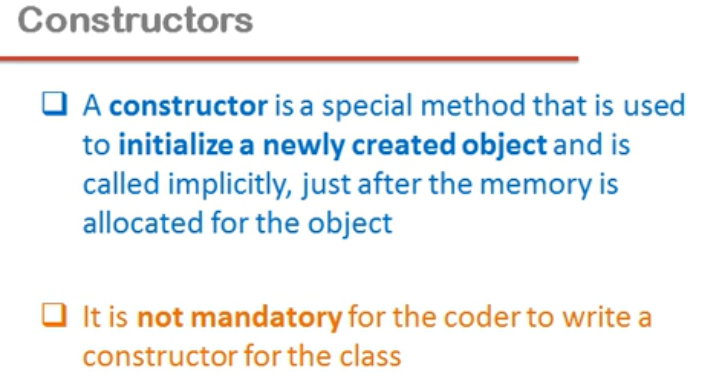 Constructors
A constructor is a special method that is used
to initialize a newly created object and is
called implicitly, just after the memory is
allocated for the object
It is not mandatory for the coder to write a
constructor for the class